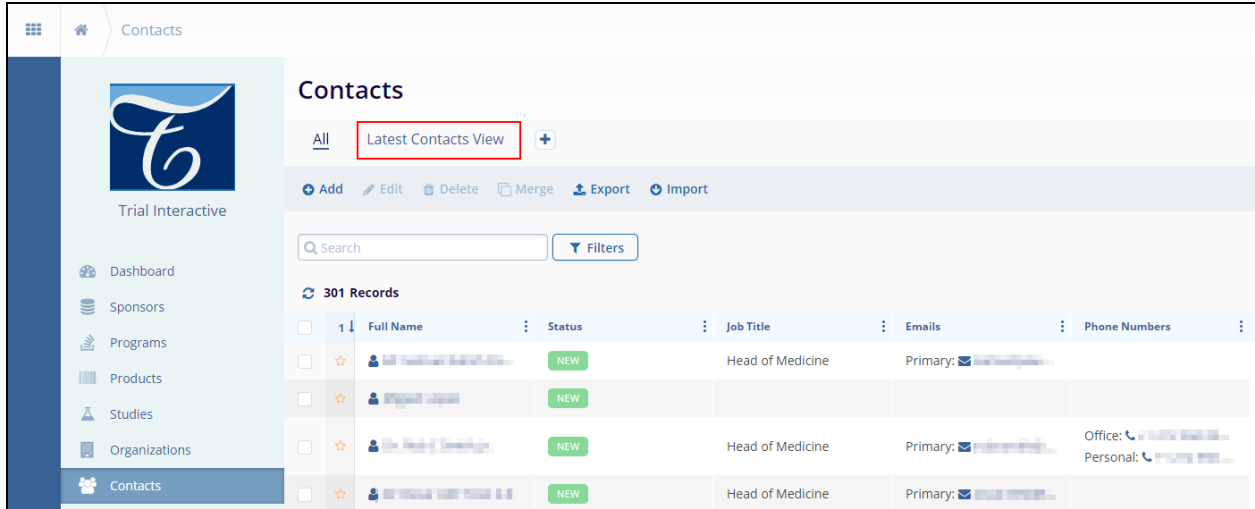 Contacts
Contacts
All Latest Contacts View
Add Edit Delete Merge Export Import
Trial Interactive
Search Filters
Dashboard
301 Records
Sponsors
1 Full Name Status Job Title Emails Phone Numbers
Programs
NEW Head of Medicine Primary:
Products
NEW
Studies
Office:
Organizations
NEW Head of Medicine Primary:
Personal:
Contacts
NEW Head of Medicine Primary: